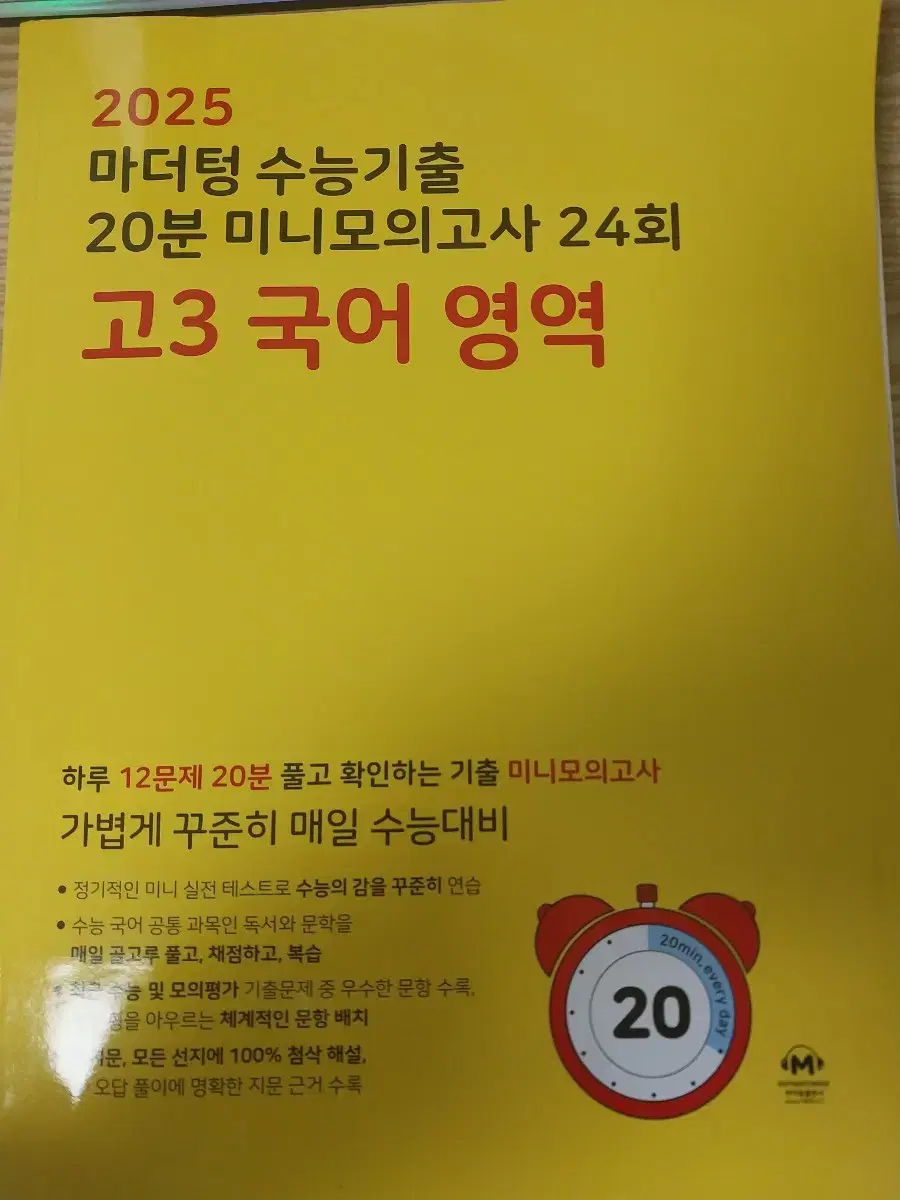 2025
마더텅 수능기출
20분 미니모의고사 24회
고3 국어 영역
하루 12문제 20분 풀고 확인하는 기출 미니모의고사
가볍게 꾸준히 매일 수능대비
• 정기적인 미니 실전 테스트로 수능의 감을 꾸준히 연습
• 수능 국어 공통 과목인 독서와 문학을
매일 골고루 풀고, 채점하고, 복습
수능 및 모의평가 기출문제 중 우수한 문항 수록,
아우르는 체계적인 문항 배치
모든 선지에 100% 첨삭 해설,
오답 풀이에 명확한 지문 근거 수록
20min. every day
20
M